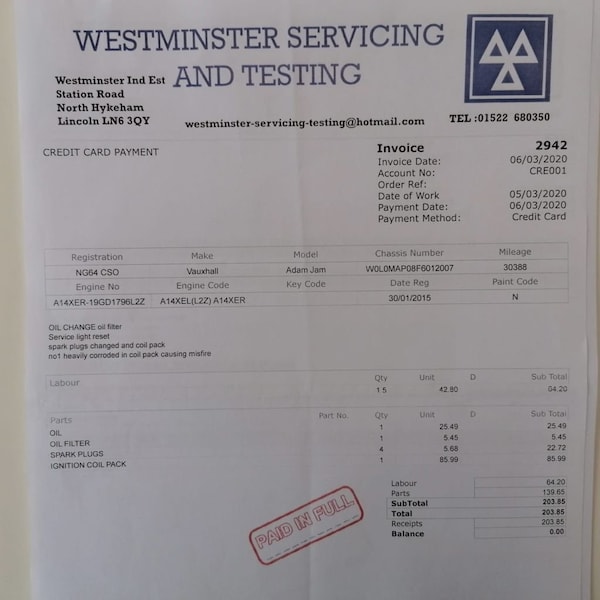 WESTMINSTER SERVICING
AND TESTING
Westminster Ind Est
Station Road
North Hykeham
Lincoln LN6 3QY
westminster-servicing-testing@hotmail.com
TEL :01522 680350
CREDIT CARD PAYMENT
Invoice 2942
Invoice Date: 06/03/2020
Account No: CRE001
Order Ref:
Date of Work 05/03/2020
Payment Date: 06/03/2020
Payment Method: Credit Card
Registration Make Model Chassis Number Mileage
NG64 CSO Vauxhall Adam Jam W0L0MAP08F6012007 30388
Engine No Engine Code Key Code Date Reg Paint Code
A14XER-19GD1796L2Z A14XEL(L2Z) A14XER 30/01/2015 N
OIL CHANGE oil filter
Service light reset
spark plugs changed and coil pack
no1 heavily corroded in coil pack causing misfire
Labour Qty Unit D Sub Total
1.5 42.80 64.20
Parts Part No. Qty Unit D Sub Total
OIL 1 25.49 25.49
OIL FILTER 1 5.45 5.45
SPARK PLUGS 4 5.68 22.72
IGNITION COIL PACK 1 85.99 85.99
Labour 64.20
Parts 139.65
SubTotal 203.85
Total 203.85
Receipts 203.85
Balance 0.00
PAID IN FULL